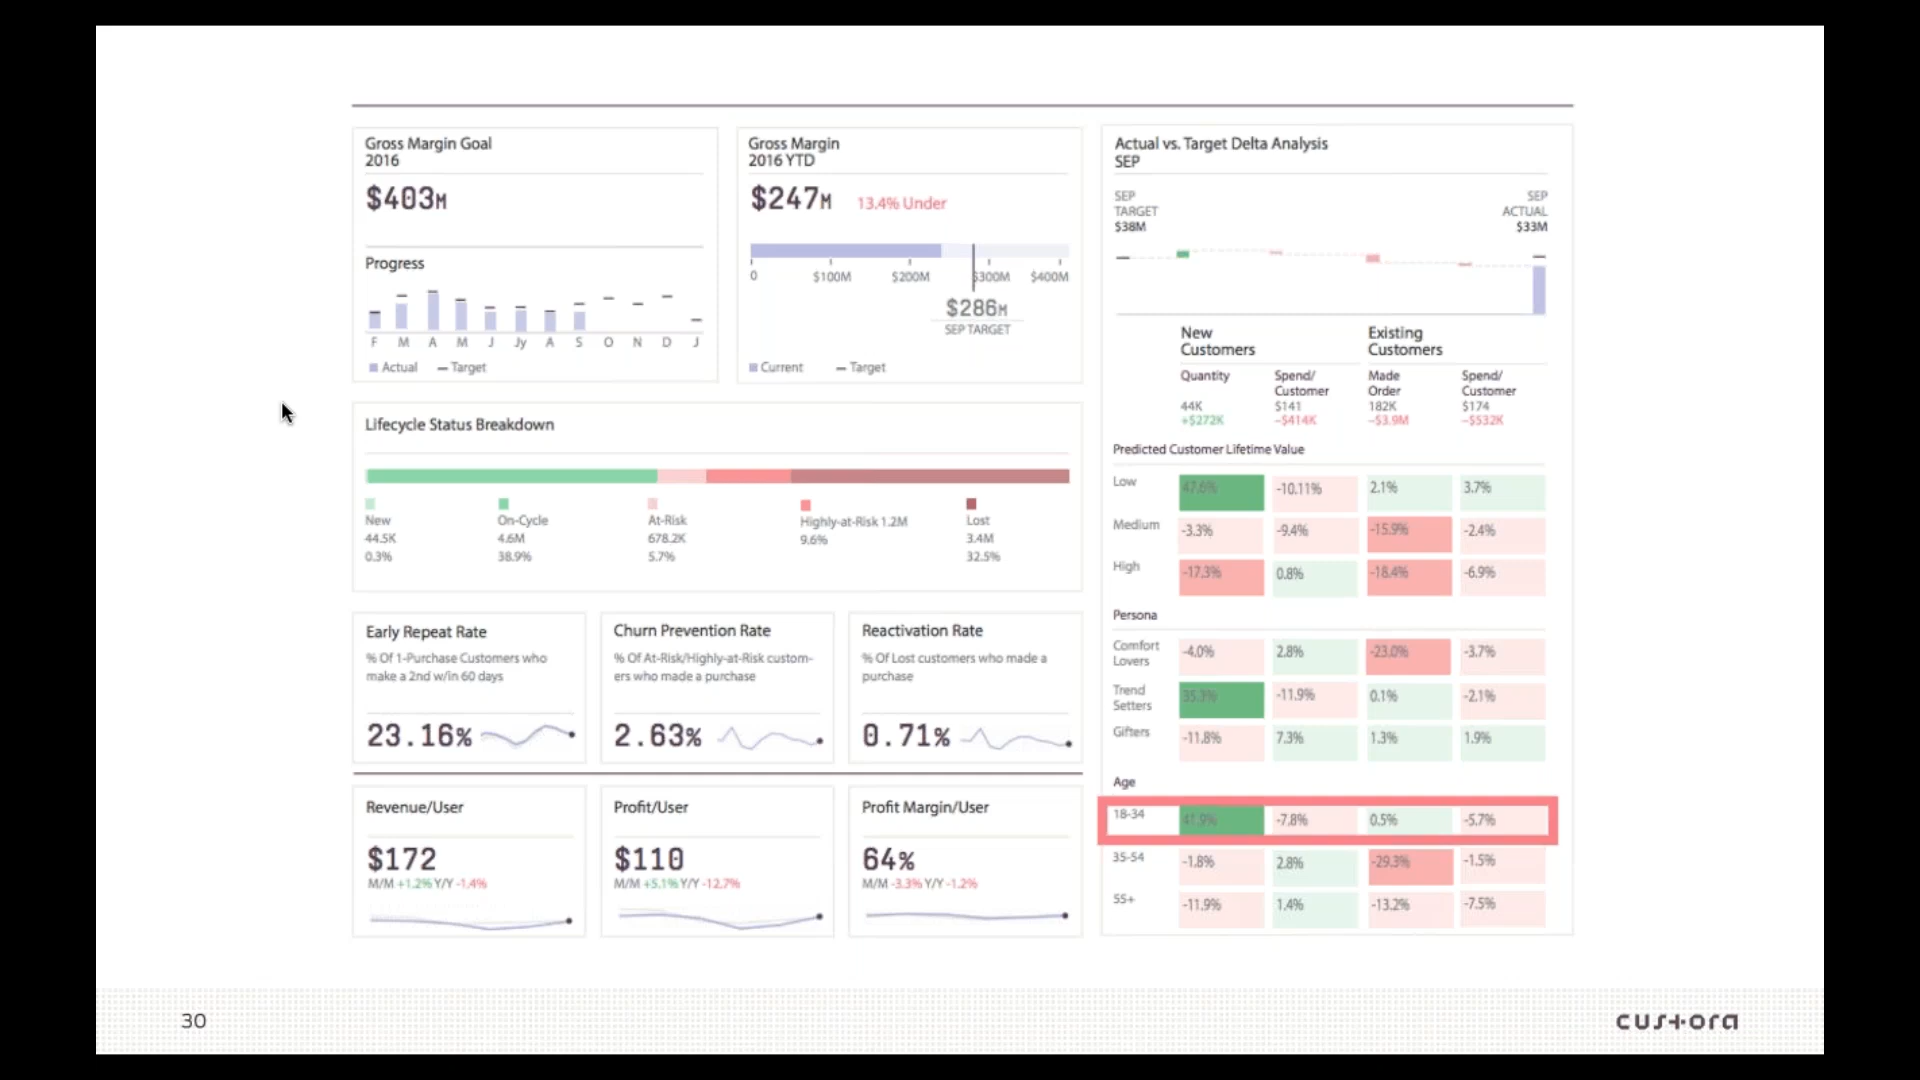 Gross Margin Goal
2016
$403M
Progress
F M A M J Jy A S O N D J
Actual Target
Gross Margin
2016 YTD
$247M 13.4% Under
0 $100M $200M $300M $400M
$286M
SEP TARGET
Current Target
Lifecycle Status Breakdown
New
44.5K
0.3%
On-Cycle
4.6M
38.9%
At-Risk
678.2K
5.7%
Highly-at-Risk 1.2M
9.6%
Lost
3.4M
32.5%
Early Repeat Rate
% Of 1-Purchase Customers who
make a 2nd w/in 60 days
23.16%
Churn Prevention Rate
% Of At-Risk/Highly-at-Risk custom-
ers who made a purchase
2.63%
Reactivation Rate
% Of Lost customers who made a
purchase
0.71%
Revenue/User
$172
M/M +1.2% Y/Y -1.4%
Profit/User
$110
M/M +5.1% Y/Y -12.7%
Profit Margin/User
64%
M/M -3.3% Y/Y -1.2%
Actual vs. Target Delta Analysis
SEP
SEP
TARGET
$38M
SEP
ACTUAL
$33M
New
Customers
Existing
Customers
Quantity
44K
+$272K
Spend/
Customer
$141
-$414K
Made
Order
182K
-$3.9M
Spend/
Customer
$174
-$532K
Predicted Customer Lifetime Value
Low 47.6% -10.11% 2.1% 3.7%
Medium -3.3% -9.4% -15.9% -2.4%
High -17.3% 0.8% -18.4% -6.9%
Persona
Comfort
Lovers -4.0% 2.8% -23.0% -3.7%
Trend
Setters 35.3% -11.9% 0.1% -2.1%
Gifters -11.8% 7.3% 1.3% 1.9%
Age
18-34 41.9% -7.8% 0.5% -5.7%
35-54 -1.8% 2.8% -29.3% -1.5%
55+ -11.9% 1.4% -13.2% -7.5%
30
custora